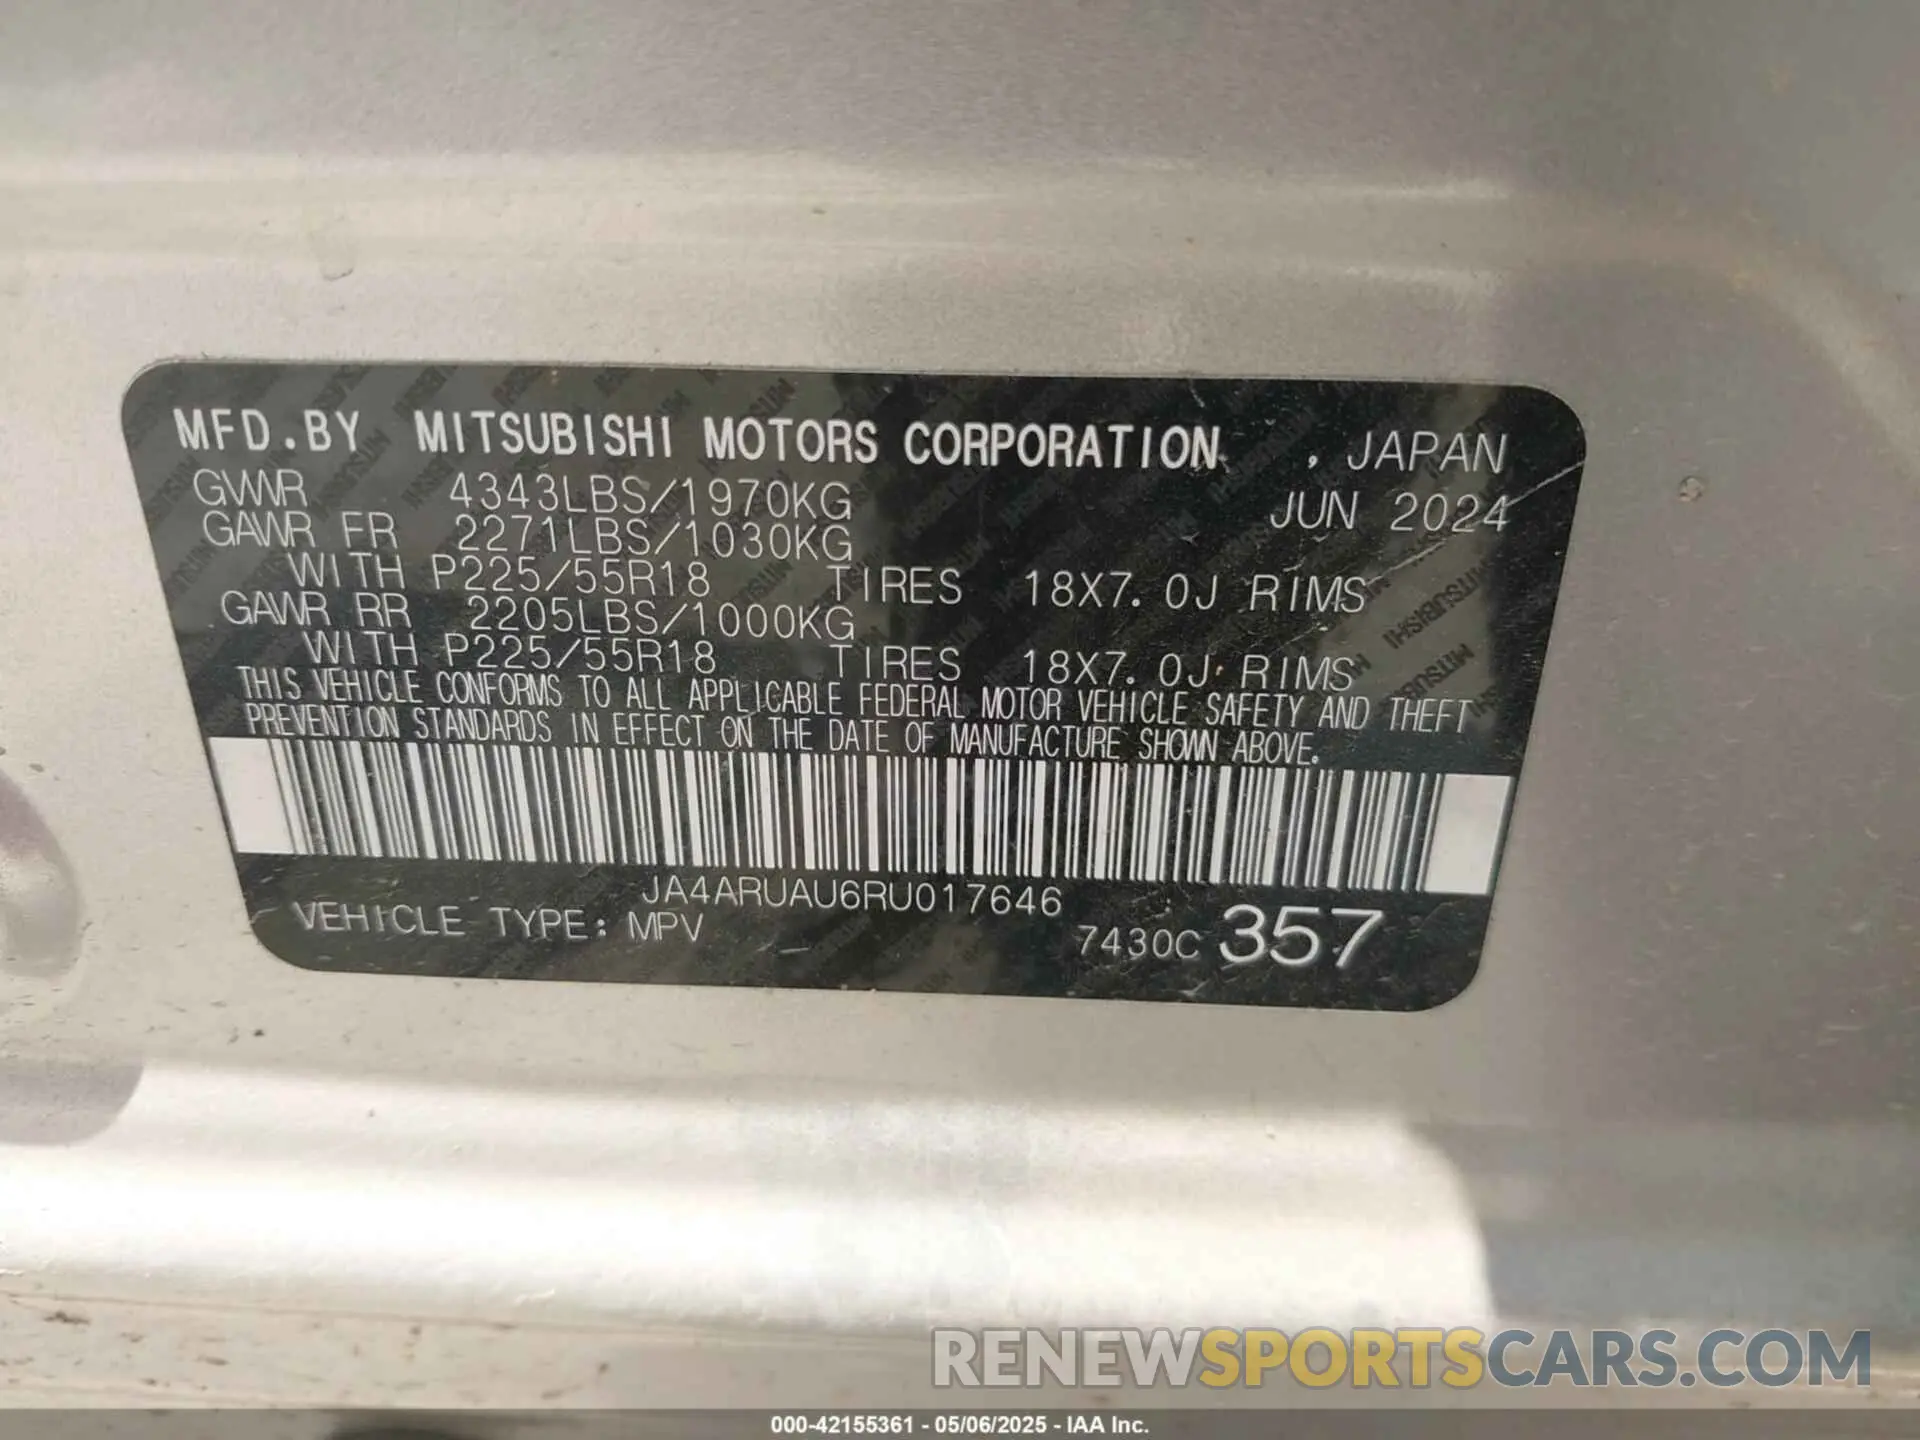 MFD.BY MITSUBISHI MOTORS CORPORATION , JAPAN
GVWR 4343LBS/1970KG JUN 2024
GAWR FR 2271LBS/1030KG
WITH P225/55R18 TIRES 18X7.0J RIMS
GAWR RR 2205LBS/1000KG
WITH P225/55R18 TIRES 18X7.0J RIMS
THIS VEHICLE CONFORMS TO ALL APPLICABLE FEDERAL MOTOR VEHICLE SAFETY AND THEFT
PREVENTION STANDARDS IN EFFECT ON THE DATE OF MANUFACTURE SHOWN ABOVE.
JA4ARUAU6RU017646
VEHICLE TYPE: MPV 7430C 357
RENEWSPORTSCARS.COM
000-42155361 - 05/06/2025 - IAA Inc.